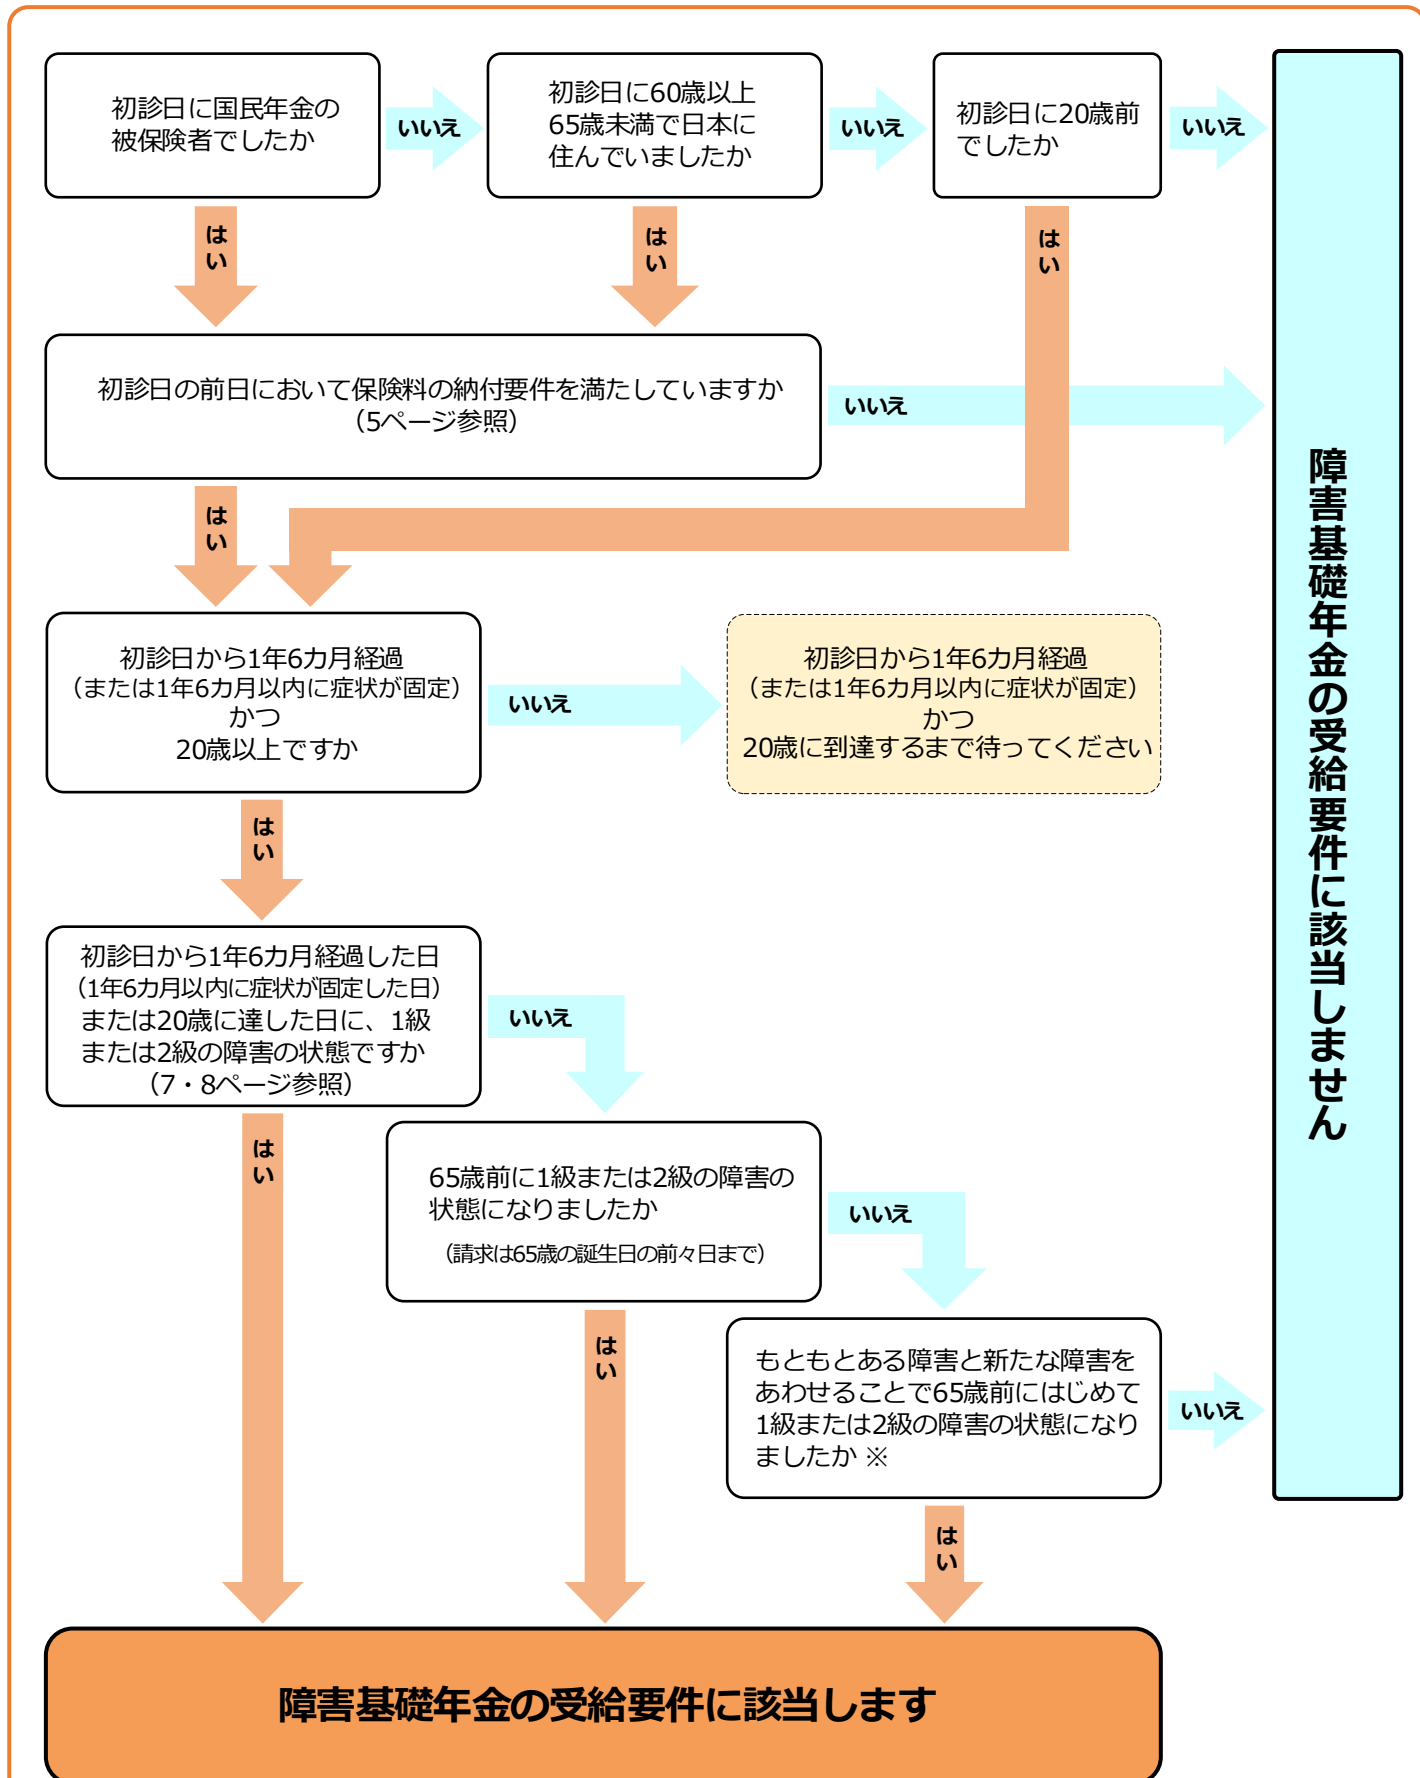 初診日に国民年金の
被保険者でしたか
いいえ
初診日に60歳以上
65歳未満で日本に
住んでいましたか
いいえ
初診日に20歳前
でしたか
いいえ
はい
はい
はい
初診日の前日において保険料の納付要件を満たしていますか
（5ページ参照）
いいえ
はい
初診日から1年6カ月経過
（または1年6カ月以内に症状が固定）
かつ
20歳以上ですか
いいえ
初診日から1年6カ月経過
（または1年6カ月以内に症状が固定）
かつ
20歳に到達するまで待ってください
はい
初診日から1年6カ月経過した日
（1年6カ月以内に症状が固定した日）
または20歳に達した日に、1級
または2級の障害の状態ですか
（7・8ページ参照）
いいえ
はい
65歳前に1級または2級の障害の
状態になりましたか
（請求は65歳の誕生日の前々日まで）
いいえ
はい
もともとある障害と新たな障害を
あわせることで65歳前にはじめて
1級または2級の障害の状態になり
ましたか ※
いいえ
はい
障害基礎年金の受給要件に該当しません
障害基礎年金の受給要件に該当します